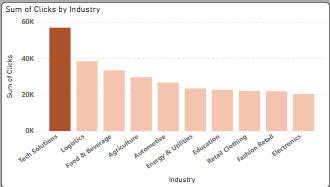 Sum of Clicks by Industry
60K
40K
20K
0K
Sum of Clicks
Tech Solutions
Logistics
Food & Beverage
Agriculture
Automotive
Energy & Utilities
Education
Retail Clothing
Fashion Retail
Electronics
Industry